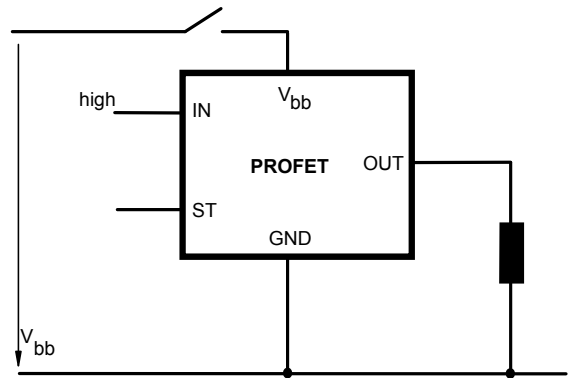 high
IN
Vbb
PROFET
OUT
ST
GND
Vbb